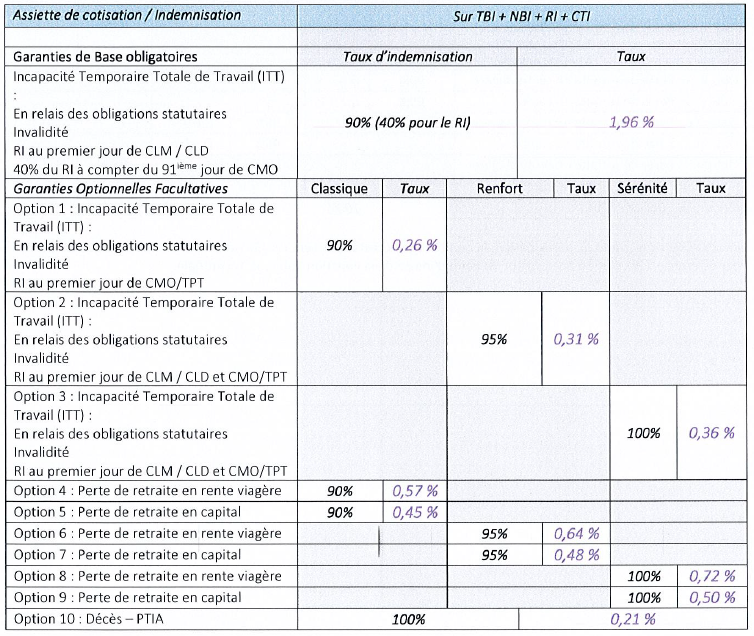 Assiette de cotisation / Indemnisation Sur TBI + NBI + RI + CTI
Garanties de Base obligatoires Taux d'indemnisation Taux
Incapacité Temporaire Totale de Travail (ITT)
:
En relais des obligations statutaires
Invalidité
RI au premier jour de CLM / CLD
40% du RI à compter du 91ième jour de CMO
90% (40% pour le RI) 1,96 %
Garanties Optionnelles Facultatives Classique Taux Renfort Taux Sérénité Taux
Option 1 : Incapacité Temporaire Totale de
Travail (ITT) :
En relais des obligations statutaires
Invalidité
RI au premier jour de CMO/TPT
90% 0,26 %
Option 2 : Incapacité Temporaire Totale de
Travail (ITT) :
En relais des obligations statutaires
Invalidité
RI au premier jour de CLM / CLD et CMO/TPT
95% 0,31 %
Option 3 : Incapacité Temporaire Totale de
Travail (ITT) :
En relais des obligations statutaires
Invalidité
RI au premier jour de CLM / CLD et CMO/TPT
100% 0,36 %
Option 4 : Perte de retraite en rente viagère 90% 0,57 %
Option 5 : Perte de retraite en capital 90% 0,45 %
Option 6 : Perte de retraite en rente viagère 95% 0,64 %
Option 7 : Perte de retraite en capital 95% 0,48 %
Option 8 : Perte de retraite en rente viagère 100% 0,72 %
Option 9 : Perte de retraite en capital 100% 0,50 %
Option 10 : Décès – PTIA 100% 0,21 %